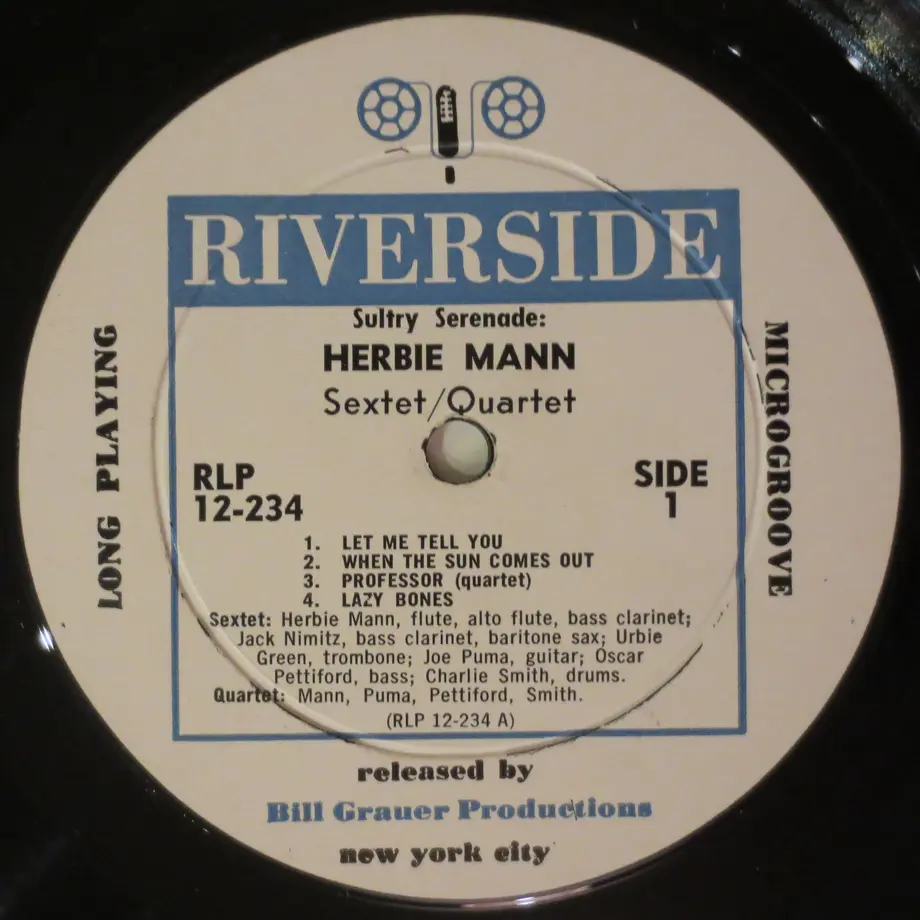 RIVERSIDE
Sultry Serenade:
HERBIE MANN
Sextet/Quartet
RLP
12-234
SIDE
1
1. LET ME TELL YOU
2. WHEN THE SUN COMES OUT
3. PROFESSOR (quartet)
4. LAZY BONES
Sextet: Herbie Mann, flute, alto flute, bass clarinet;
Jack Nimitz, bass clarinet, baritone sax; Urbie
Green, trombone; Joe Puma, guitar; Oscar
Pettiford, bass; Charlie Smith, drums.
Quartet: Mann, Puma, Pettiford, Smith.
(RLP 12-234 A)
LONG PLAYING
MICROGROOVE
released by
Bill Grauer Productions
new york city